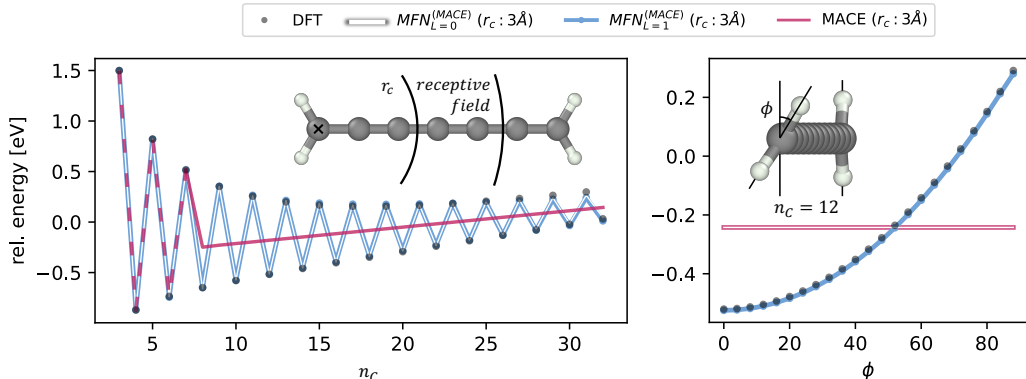 DFT
MFN_{L=0}^{(MACE)} (r_c : 3Å)
MFN_{L=1}^{(MACE)} (r_c : 3Å)
MACE (r_c : 3Å)
rel. energy [eV]
1.5
1.0
0.5
0.0
−0.5
r_c
receptive
field
5
10
15
20
25
30
n_C
0.2
0.0
−0.2
−0.4
ϕ
n_C = 12
0
20
40
60
80
ϕ